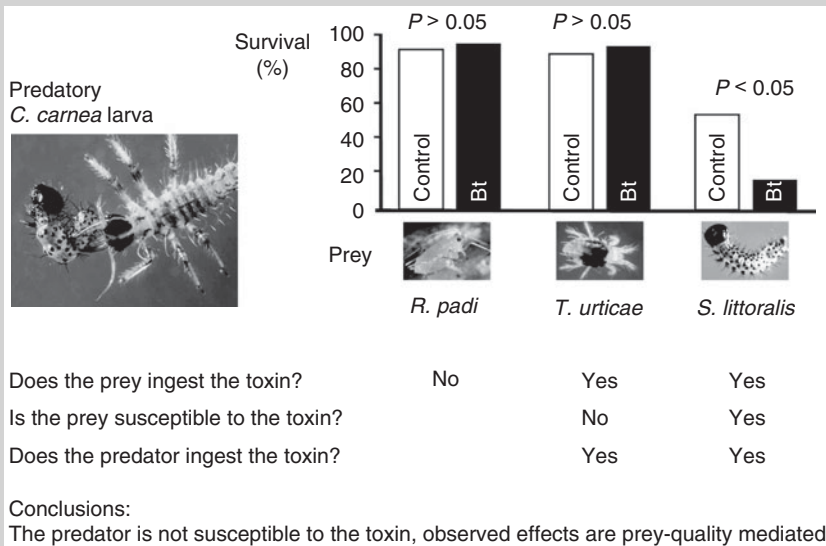 P > 0.05
P > 0.05
P < 0.05
Survival
(%)
100
80
60
40
20
0
Control
Bt
Control
Bt
Control
Bt
Predatory
C. carnea larva
Prey
R. padi
T. urticae
S. littoralis
Does the prey ingest the toxin? No Yes Yes
Is the prey susceptible to the toxin? No Yes
Does the predator ingest the toxin? Yes Yes
Conclusions:
The predator is not susceptible to the toxin, observed effects are prey-quality mediated